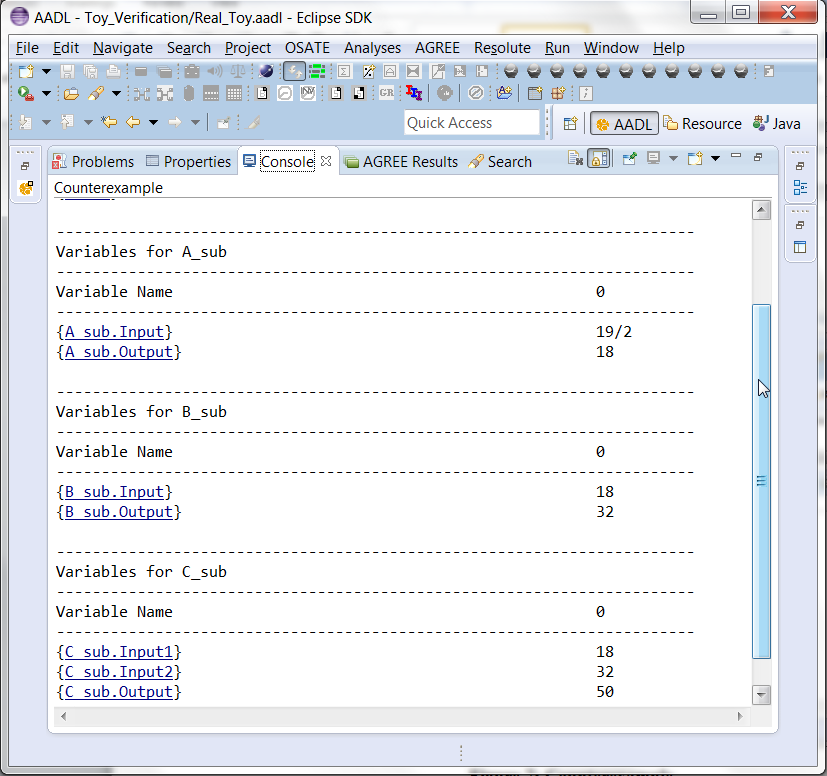 AADL - Toy_Verification/Real_Toy.aadl - Eclipse SDK
File Edit Navigate Search Project OSATE Analyses AGREE Resolute Run Window Help
Quick Access
AADL
Resource
Java
Problems
Properties
Console
AGREE Results
Search
Counterexample
----------------------------------------------------------------------
Variables for A_sub
----------------------------------------------------------------------
Variable Name 0
----------------------------------------------------------------------
{A_sub.Input} 19/2
{A_sub.Output} 18
----------------------------------------------------------------------
Variables for B_sub
----------------------------------------------------------------------
Variable Name 0
----------------------------------------------------------------------
{B_sub.Input} 18
{B_sub.Output} 32
----------------------------------------------------------------------
Variables for C_sub
----------------------------------------------------------------------
Variable Name 0
----------------------------------------------------------------------
{C_sub.Input1} 18
{C_sub.Input2} 32
{C_sub.Output} 50